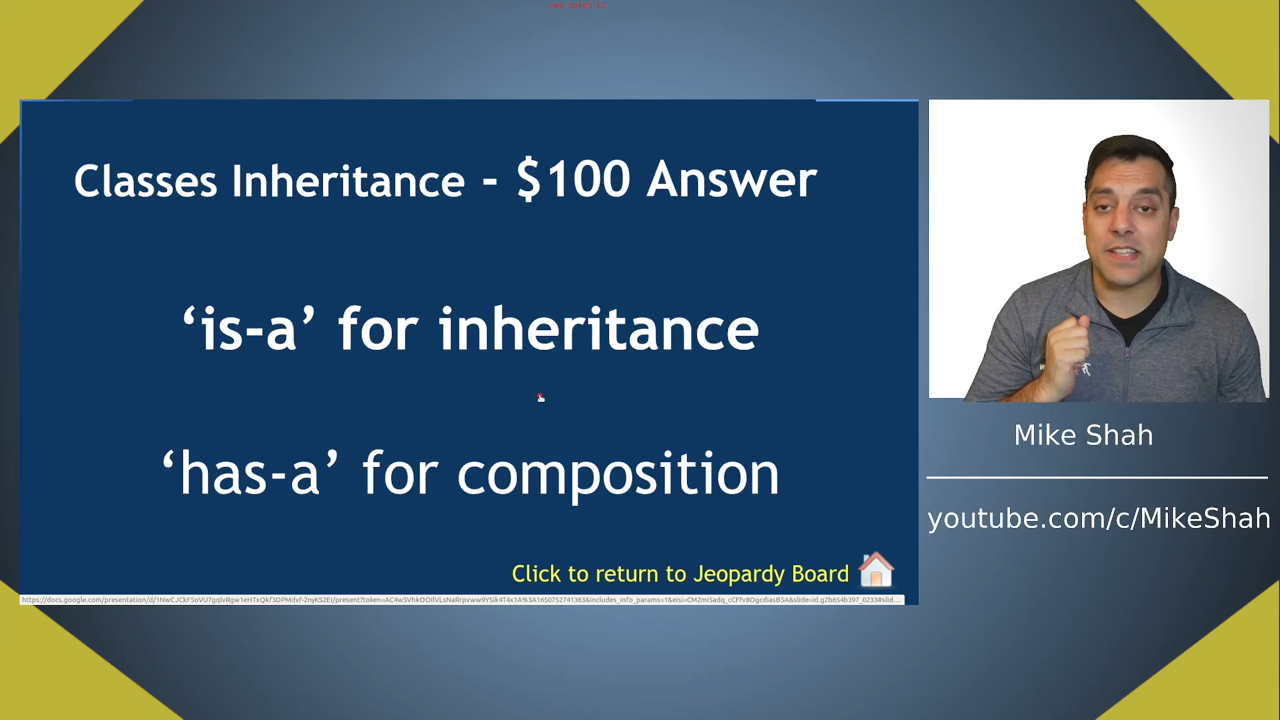 Classes Inheritance - $100 Answer
‘is-a’ for inheritance
‘has-a’ for composition
Click to return to Jeopardy Board
Mike Shah
youtube.com/c/MikeShah